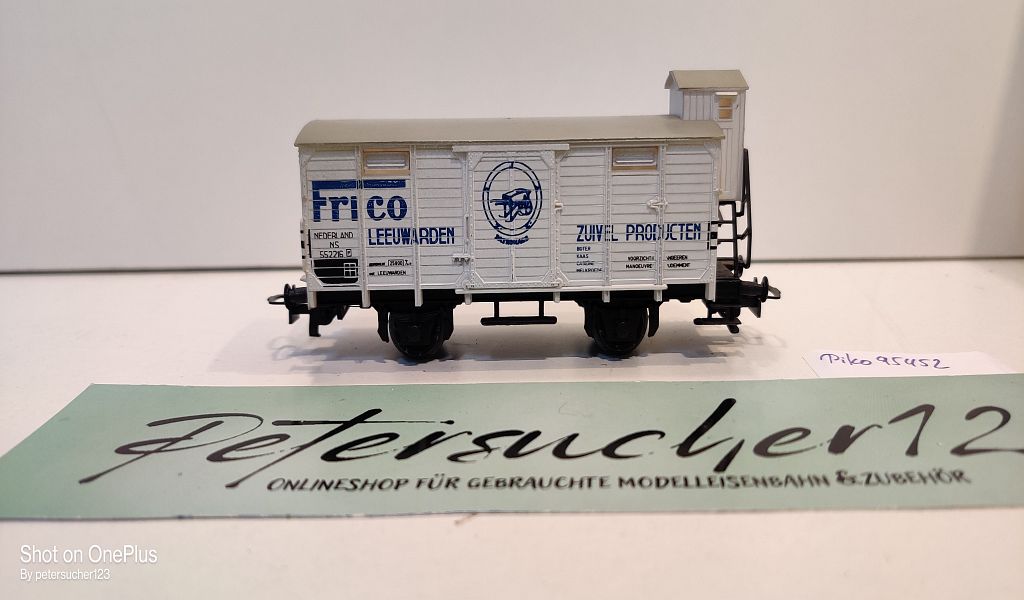 Frico
NEDERLAND
NS
552216
LEEUWARDEN
LEEUWARDEN
ZUIVEL PRODUCTEN
BOTER
KAAS
Piko 95452
Petersucher12
ONLINESHOP FÜR GEBRAUCHTE MODELLEISENBAHN & ZUBEHÖR
Shot on OnePlus
By petersucher123